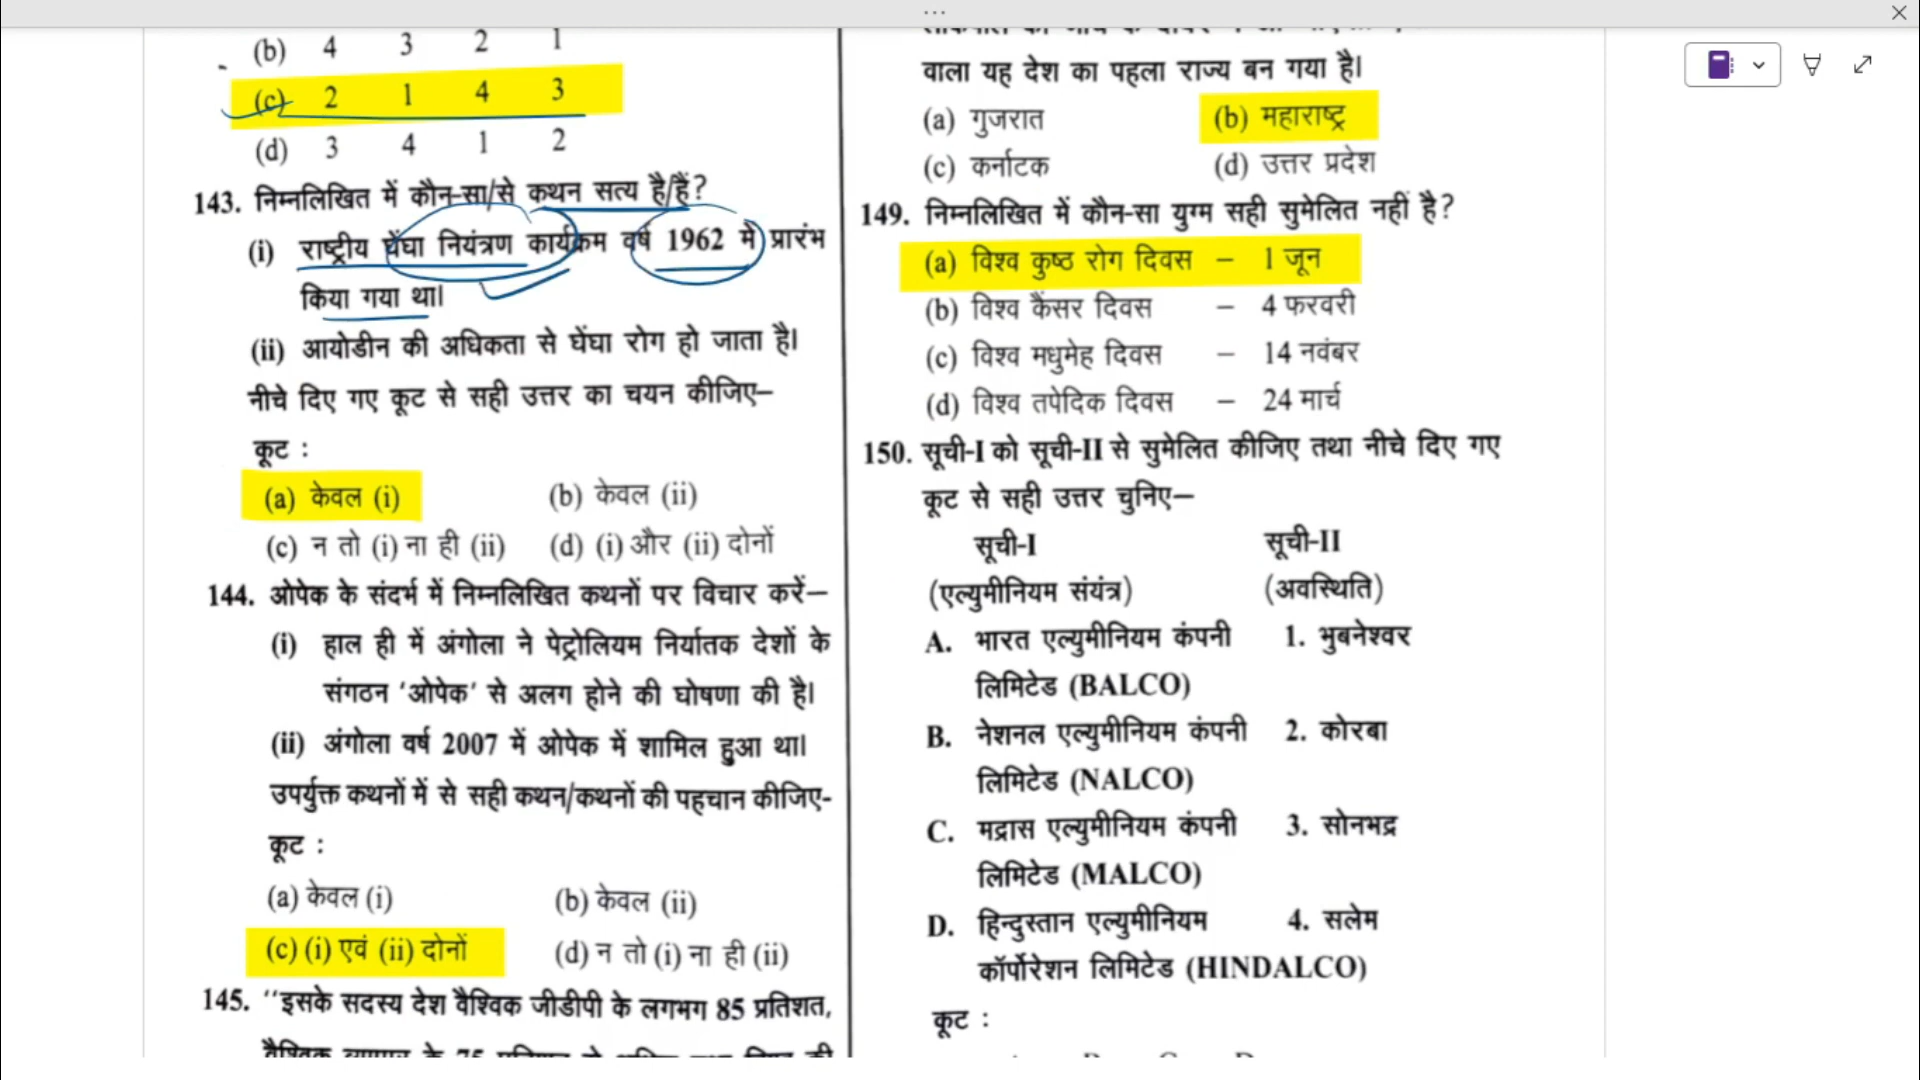 (b) 4 3 2 1
(c) 2 1 4 3
(d) 3 4 1 2
143. निम्नलिखित में कौन-सा/से कथन सत्य है/हैं?
(i) राष्ट्रीय घेंघा नियंत्रण कार्यक्रम वर्ष 1962 में प्रारंभ
किया गया था।
(ii) आयोडीन की अधिकता से घेंघा रोग हो जाता है।
नीचे दिए गए कूट से सही उत्तर का चयन कीजिए–
कूट :
(a) केवल (i) (b) केवल (ii)
(c) न तो (i) ना ही (ii) (d) (i) और (ii) दोनों
144. ओपेक के संदर्भ में निम्नलिखित कथनों पर विचार करें–
(i) हाल ही में अंगोला ने पेट्रोलियम निर्यातक देशों के
संगठन ‘ओपेक’ से अलग होने की घोषणा की है।
(ii) अंगोला वर्ष 2007 में ओपेक में शामिल हुआ था।
उपर्युक्त कथनों में से सही कथन/कथनों की पहचान कीजिए-
कूट :
(a) केवल (i) (b) केवल (ii)
(c) (i) एवं (ii) दोनों (d) न तो (i) ना ही (ii)
145. ‘‘इसके सदस्य देश वैश्विक जीडीपी के लगभग 85 प्रतिशत,
वाला यह देश का पहला राज्य बन गया है।
(a) गुजरात (b) महाराष्ट्र
(c) कर्नाटक (d) उत्तर प्रदेश
149. निम्नलिखित में कौन-सा युग्म सही सुमेलित नहीं है?
(a) विश्व कुष्ठ रोग दिवस – 1 जून
(b) विश्व कैंसर दिवस – 4 फरवरी
(c) विश्व मधुमेह दिवस – 14 नवंबर
(d) विश्व तपेदिक दिवस – 24 मार्च
150. सूची-I को सूची-II से सुमेलित कीजिए तथा नीचे दिए गए
कूट से सही उत्तर चुनिए–
सूची-I सूची-II
(एल्युमीनियम संयंत्र) (अवस्थिति)
A. भारत एल्युमीनियम कंपनी 1. भुबनेश्वर
लिमिटेड (BALCO)
B. नेशनल एल्युमीनियम कंपनी 2. कोरबा
लिमिटेड (NALCO)
C. मद्रास एल्युमीनियम कंपनी 3. सोनभद्र
लिमिटेड (MALCO)
D. हिन्दुस्तान एल्युमीनियम 4. सलेम
कॉर्पोरेशन लिमिटेड (HINDALCO)
कूट :